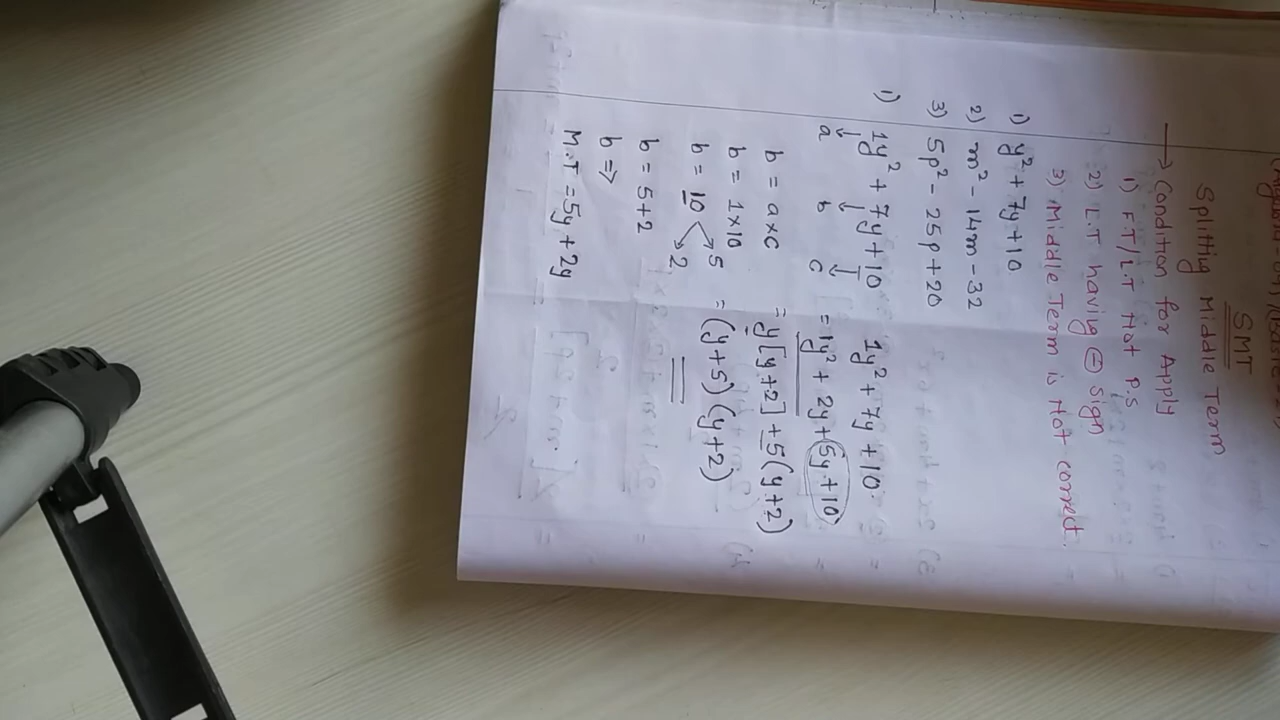 SMT
Splitting Middle Term
→ Condition for Apply
1) FT/L.T Not P.S
2) L.T having ⊖ sign
3) Middle Term is Not correct.
1) y² + 7y + 10
2) m² - 14m - 32
3) 5p² - 25p + 20
1) 1y² + 7y + 10
a b c
b = a×c
b = 1×10
b = 10 < 5 2
b = 5+2
b ⇒
M.T = 5y + 2y
1y² + 7y + 10.
= 1y² + 2y + 5y + 10
= y[y+2] + 5(y+2)
= (y+5) (y+2)